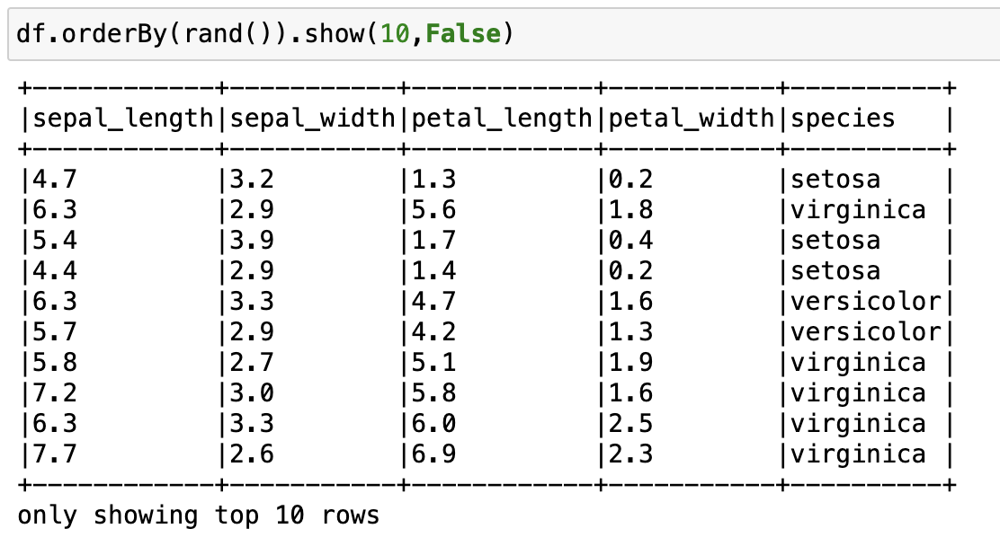 df.orderBy(rand()).show(10,False)
+------------+-----------+------------+-----------+----------+
|sepal_length|sepal_width|petal_length|petal_width|species   |
+------------+-----------+------------+-----------+----------+
|4.7         |3.2        |1.3         |0.2        |setosa    |
|6.3         |2.9        |5.6         |1.8        |virginica |
|5.4         |3.9        |1.7         |0.4        |setosa    |
|4.4         |2.9        |1.4         |0.2        |setosa    |
|6.3         |3.3        |4.7         |1.6        |versicolor|
|5.7         |2.9        |4.2         |1.3        |versicolor|
|5.8         |2.7        |5.1         |1.9        |virginica |
|7.2         |3.0        |5.8         |1.6        |virginica |
|6.3         |3.3        |6.0         |2.5        |virginica |
|7.7         |2.6        |6.9         |2.3        |virginica |
+------------+-----------+------------+-----------+----------+
only showing top 10 rows